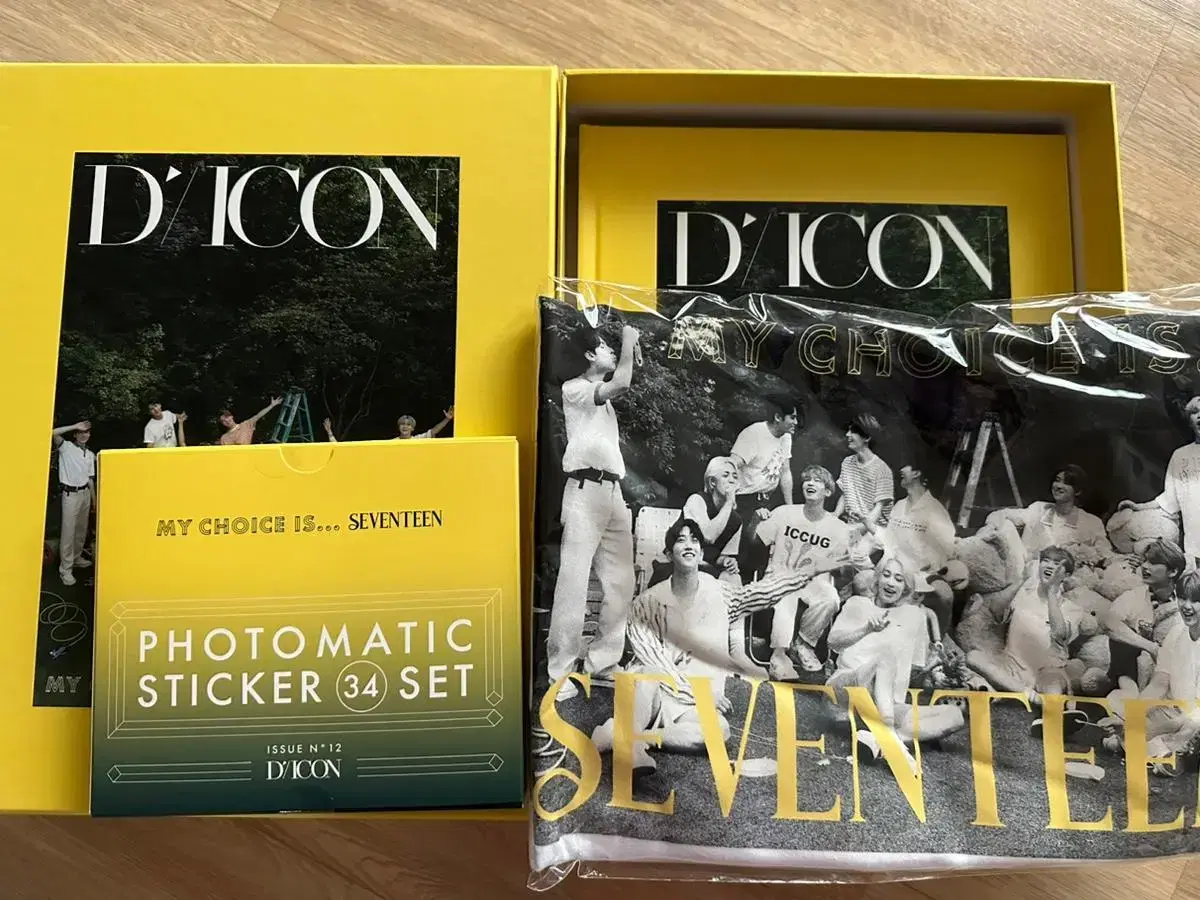 D'/ICON
MY
MY CHOICE IS... SEVENTEEN
PHOTOMATIC
STICKER 34 SET
ISSUE N°12
D'/ICON
D'/ICON
MY CHOICE IS.
ICCUG
SEVENTEE